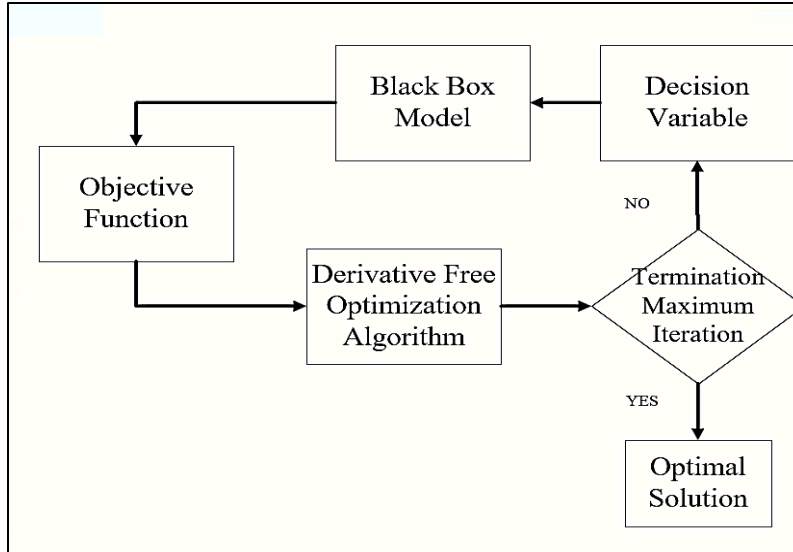 Black Box
Model
Decision
Variable
Objective
Function
NO
Derivative Free
Optimization
Algorithm
Termination
Maximum
Iteration
YES
Optimal
Solution